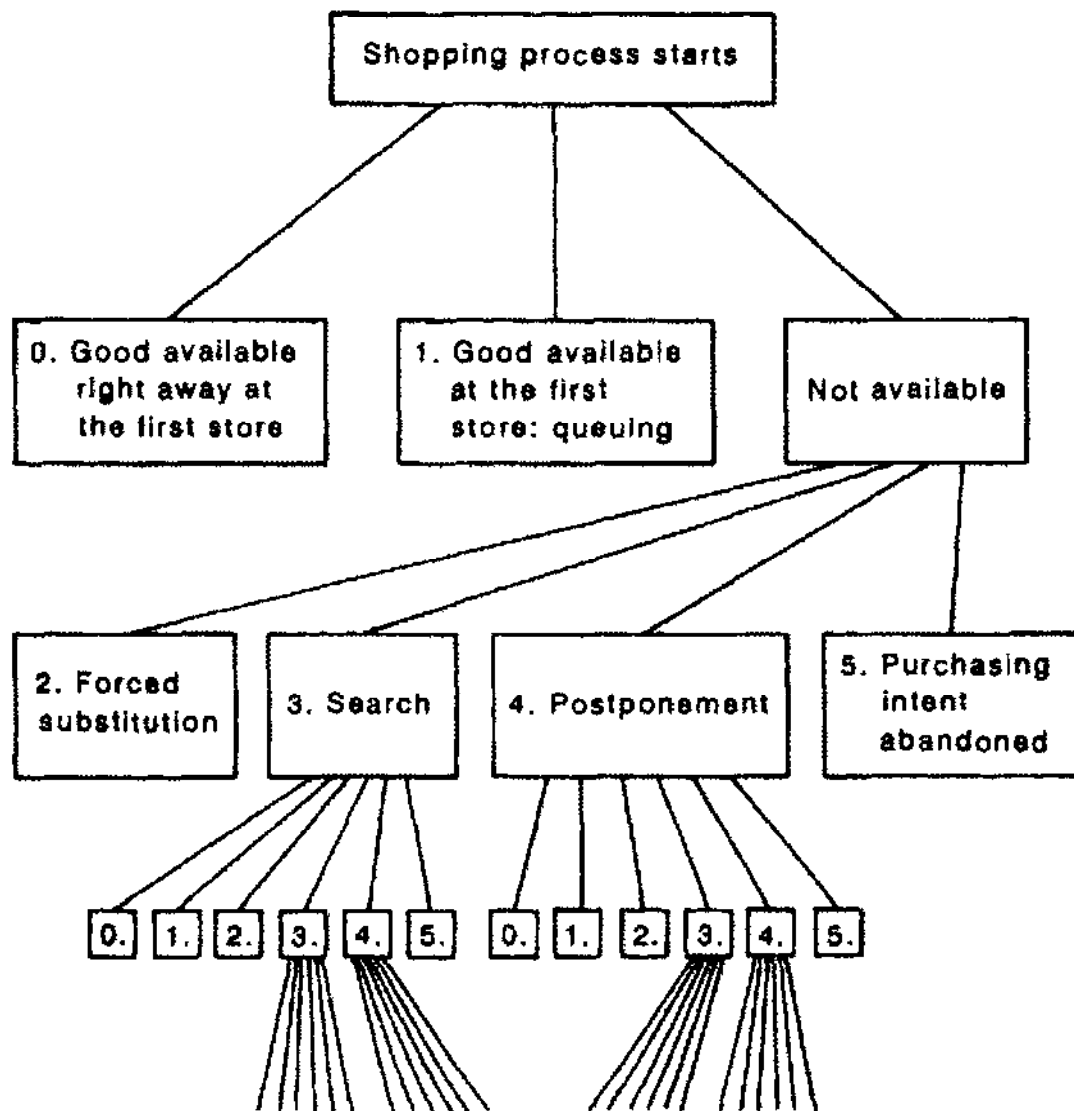 Shopping process starts
0. Good available
right away at
the first store
1. Good available
at the first
store: queuing
Not available
2. Forced
substitution
3. Search
4. Postponement
5. Purchasing
intent
abandoned
0. 1. 2. 3. 4. 5. 0. 1. 2. 3. 4. 5.